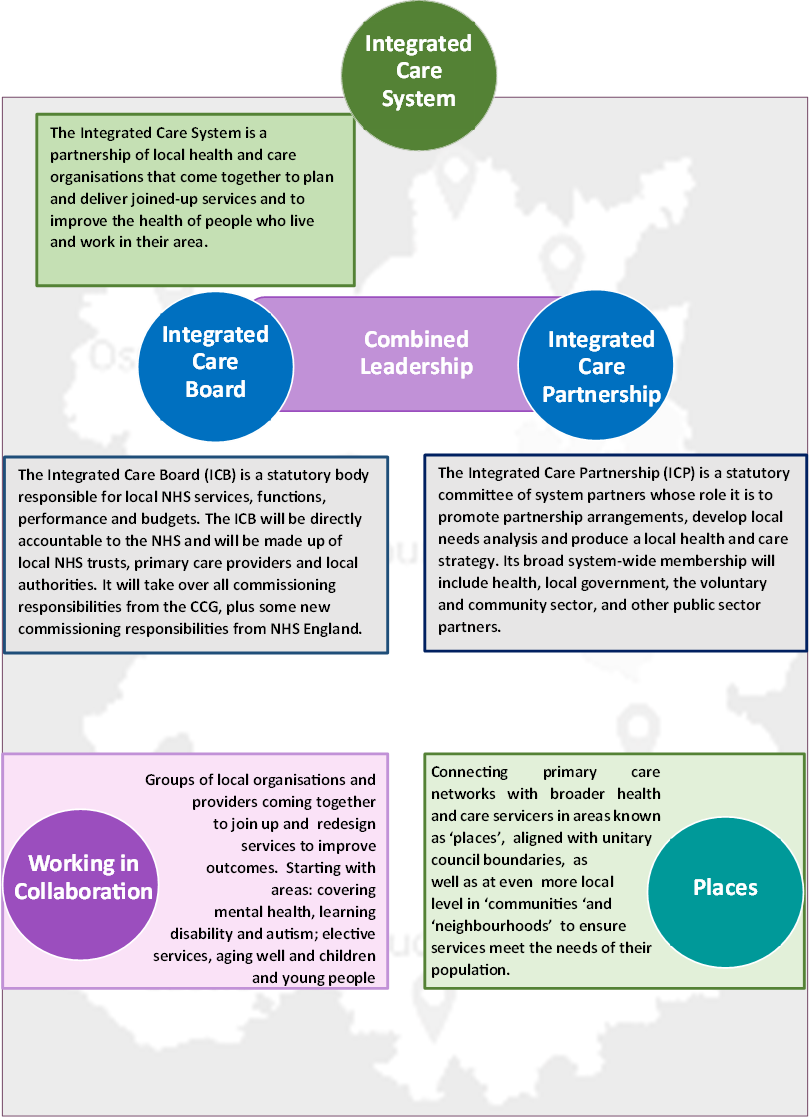 Integrated
Care
System
The Integrated Care System is a
partnership of local health and care
organisations that come together to plan
and deliver joined-up services and to
improve the health of people who live
and work in their area.
Integrated
Care
Board
Combined
Leadership
Integrated
Care
Partnership
The Integrated Care Board (ICB) is a statutory body
responsible for local NHS services, functions,
performance and budgets. The ICB will be directly
accountable to the NHS and will be made up of
local NHS trusts, primary care providers and local
authorities. It will take over all commissioning
responsibilities from the CCG, plus some new
commissioning responsibilities from NHS England.
The Integrated Care Partnership (ICP) is a statutory
committee of system partners whose role it is to
promote partnership arrangements, develop local
needs analysis and produce a local health and care
strategy. Its broad system-wide membership will
include health, local government, the voluntary
and community sector, and other public sector
partners.
Working in
Collaboration
Groups of local organisations and
providers coming together
to join up and redesign
services to improve
outcomes. Starting with
areas: covering
mental health, learning
disability and autism; elective
services, aging well and children
and young people
Connecting primary care
networks with broader health
and care servicers in areas known
as ‘places’, aligned with unitary
council boundaries, as
well as at even more local
level in ‘communities ‘and
‘neighbourhoods’ to ensure
services meet the needs of their
population.
Places